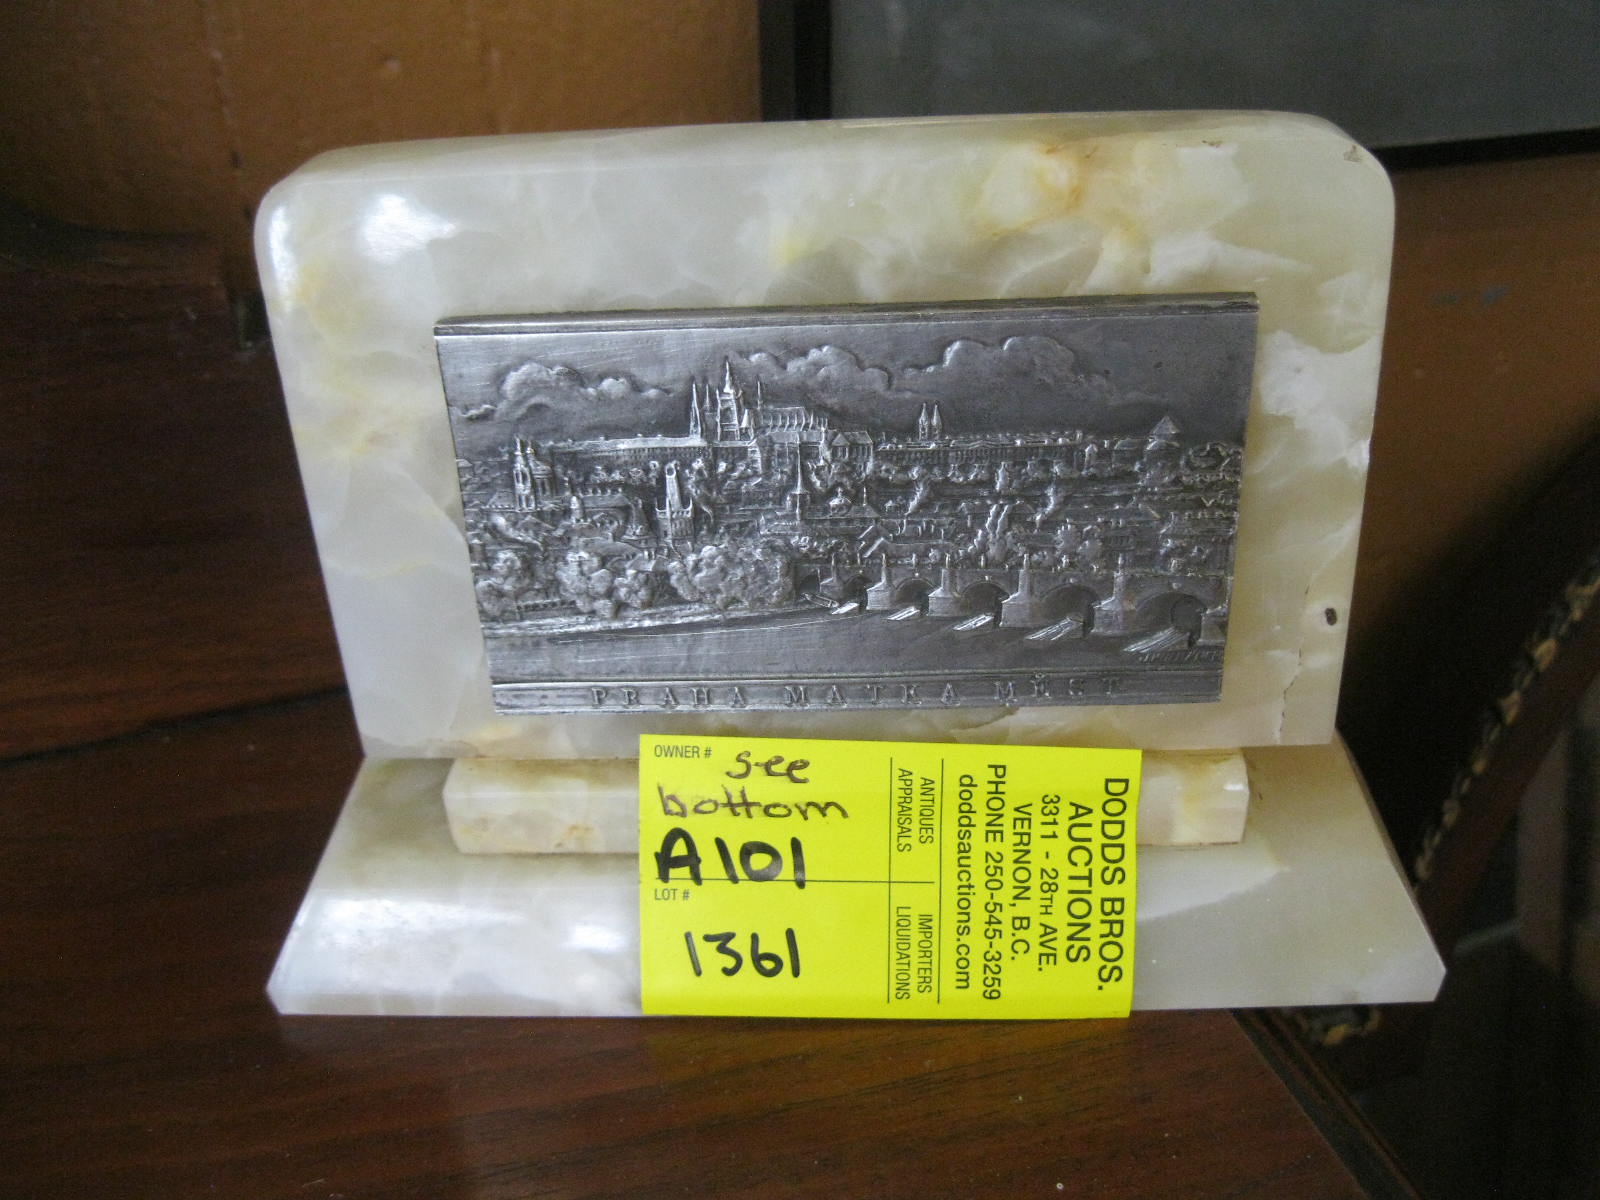 PRAHA MATKA MĚST
OWNER #
see
bottom
A101
LOT #
1361
ANTIQUES
APPRAISALS
IMPORTERS
LIQUIDATIONS
DODDS BROS.
AUCTIONS
3311 - 28TH AVE.
VERNON, B.C.
PHONE 250-545-3259
doddsauctions.com